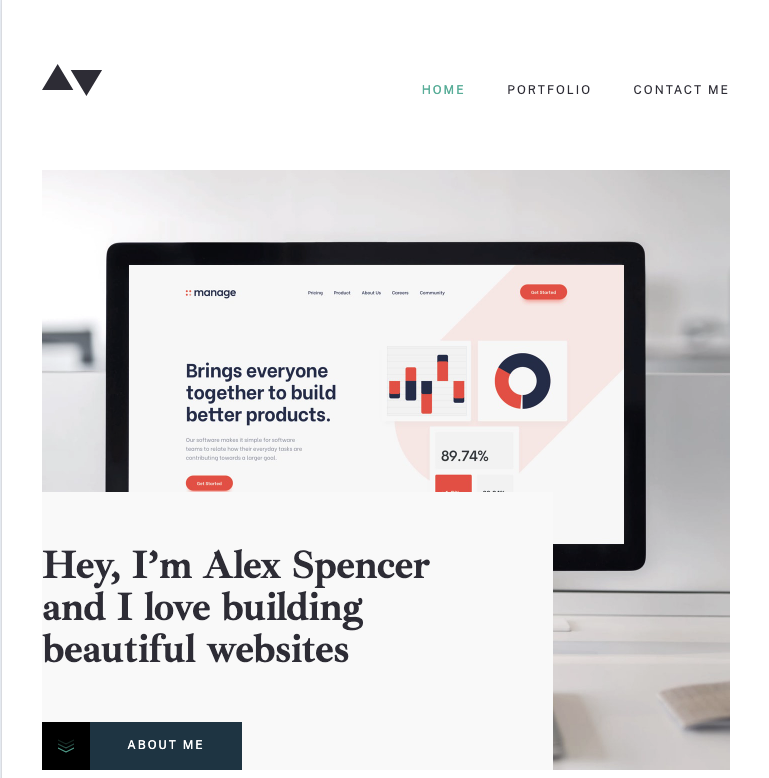 HOME PORTFOLIO CONTACT ME
manage Pricing Product About Us Careers Community Get Started
Brings everyone
together to build
better products.
Our software makes it simple for software
teams to relate how their everyday tasks are
contributing towards a larger goal.
Get Started
89.74%
Hey, I’m Alex Spencer
and I love building
beautiful websites
ABOUT ME